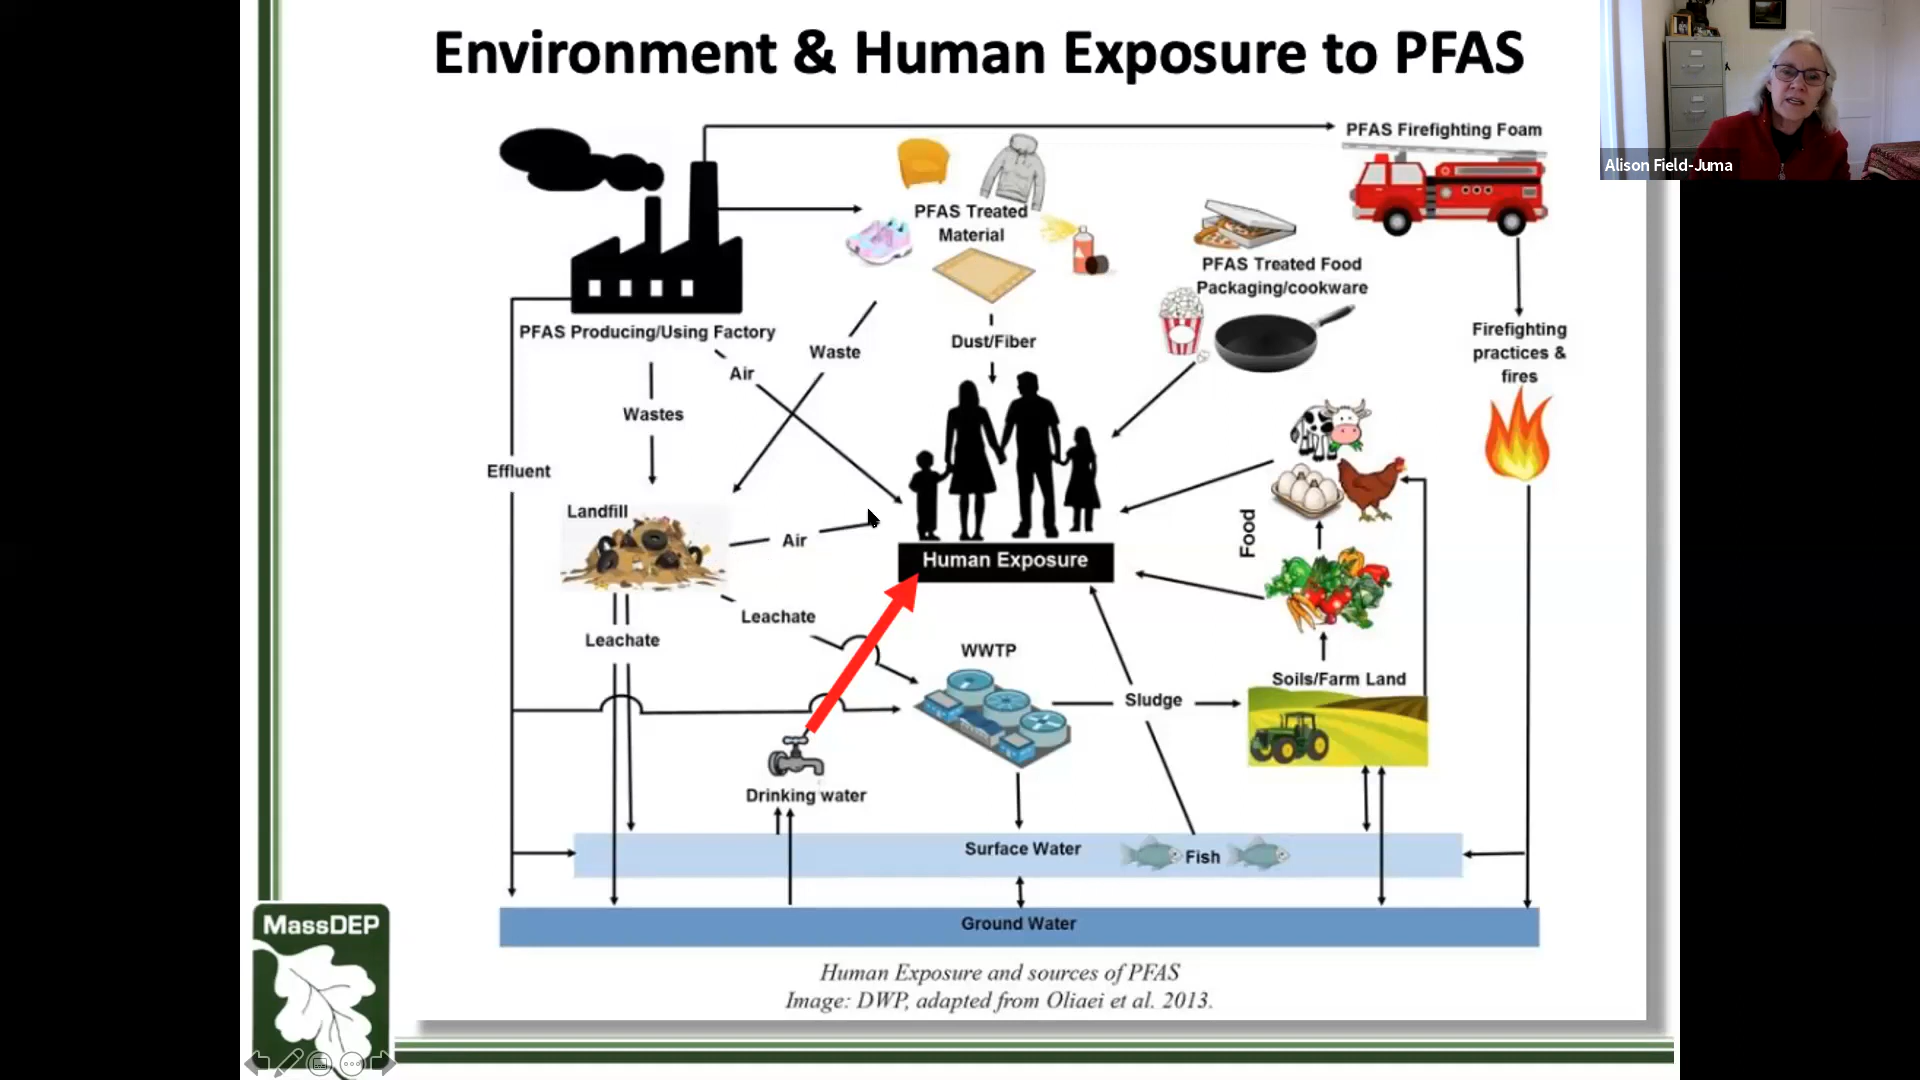 Environment & Human Exposure to PFAS
Alison Field-Juma
PFAS Firefighting Foam
PFAS Treated
Material
PFAS Treated Food
Packaging/cookware
PFAS Producing/Using Factory
Firefighting
practices &
fires
Dust/Fiber
Waste
Air
Wastes
Effluent
Landfill
Air
Food
Human Exposure
Leachate
Leachate
WWTP
Soils/Farm Land
Sludge
Drinking water
Surface Water
Fish
Ground Water
MassDEP
Human Exposure and sources of PFAS
Image: DWP, adapted from Oliaei et al. 2013.